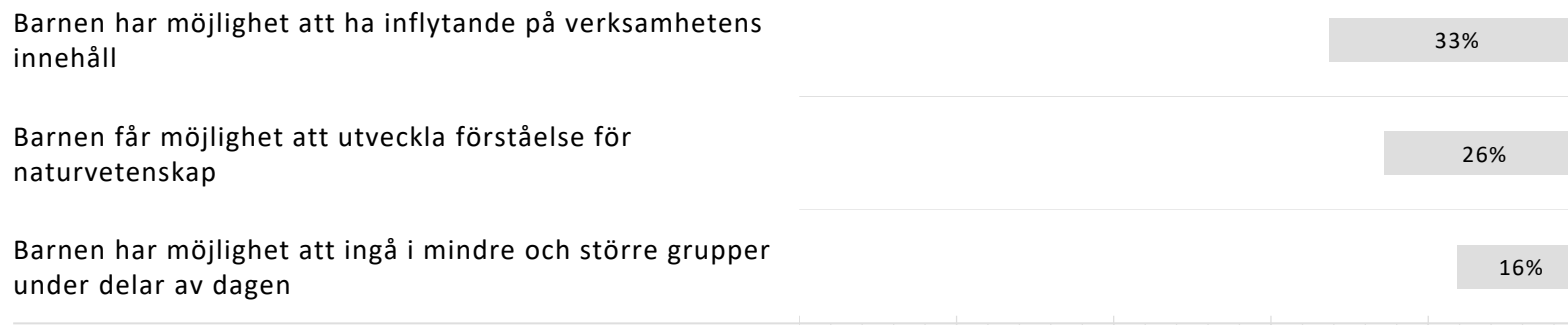 Barnen har möjlighet att ha inflytande på verksamhetens
innehåll
33%
Barnen får möjlighet att utveckla förståelse för
naturvetenskap
26%
Barnen har möjlighet att ingå i mindre och större grupper
under delar av dagen
16%